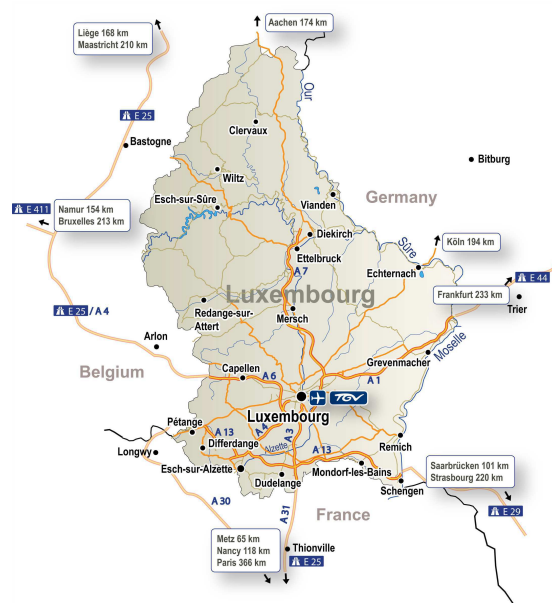 Aachen 174 km
Liège 168 km
Maastricht 210 km
Our
E 25
Clervaux
Bastogne
Bitburg
Wiltz
Germany
Esch-sur-Sûre
Vianden
E 411
Namur 154 km
Bruxelles 213 km
Diekirch
Sûre
Köln 194 km
Ettelbruck
A 7
Echternach
E 44
Luxembourg
Frankfurt 233 km
Trier
E 25 / A 4
Redange-sur-
Attert
Mersch
Arlon
Moselle
Grevenmacher
Belgium
Capellen
A 6
A 1
TGV
Luxembourg
Pétange
A 13
A 4
A 3
Differdange
Alzette
A 13
Remich
Longwy
Esch-sur-Alzette
Mondorf-les-Bains
Saarbrücken 101 km
Strasbourg 220 km
Dudelange
Schengen
A 30
A 31
France
E 29
Metz 65 km
Nancy 118 km
Paris 366 km
Thionville
E 25